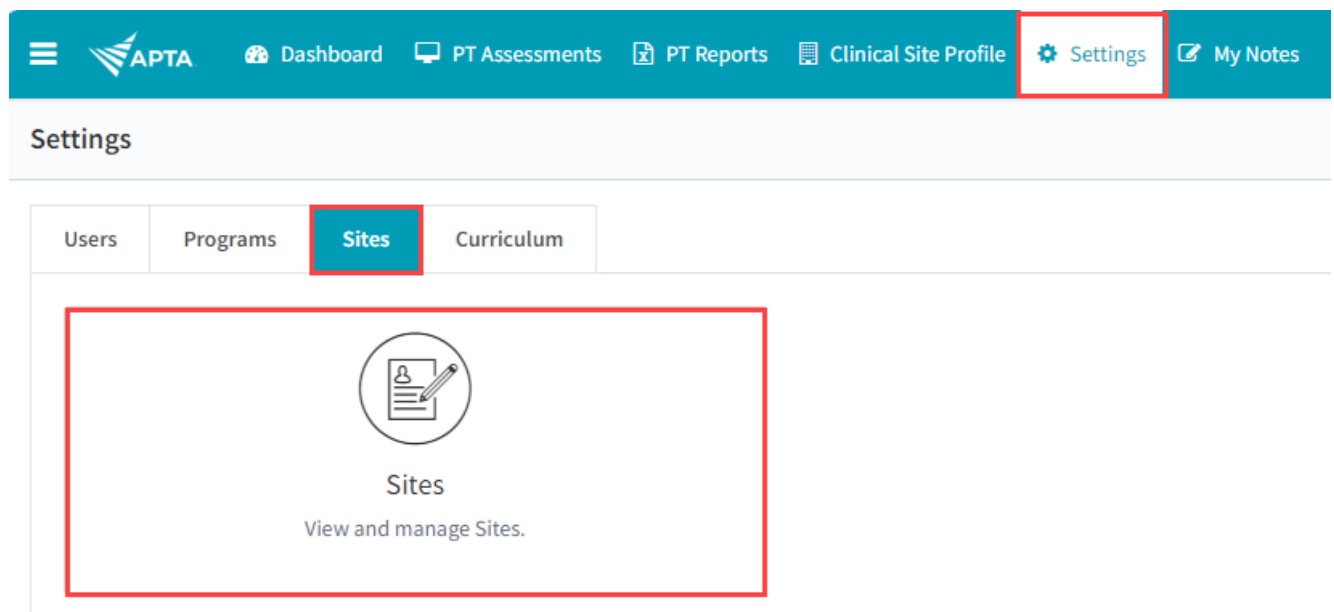 APTA Dashboard PT Assessments PT Reports Clinical Site Profile Settings My Notes
Settings
Users Programs Sites Curriculum
Sites
View and manage Sites.